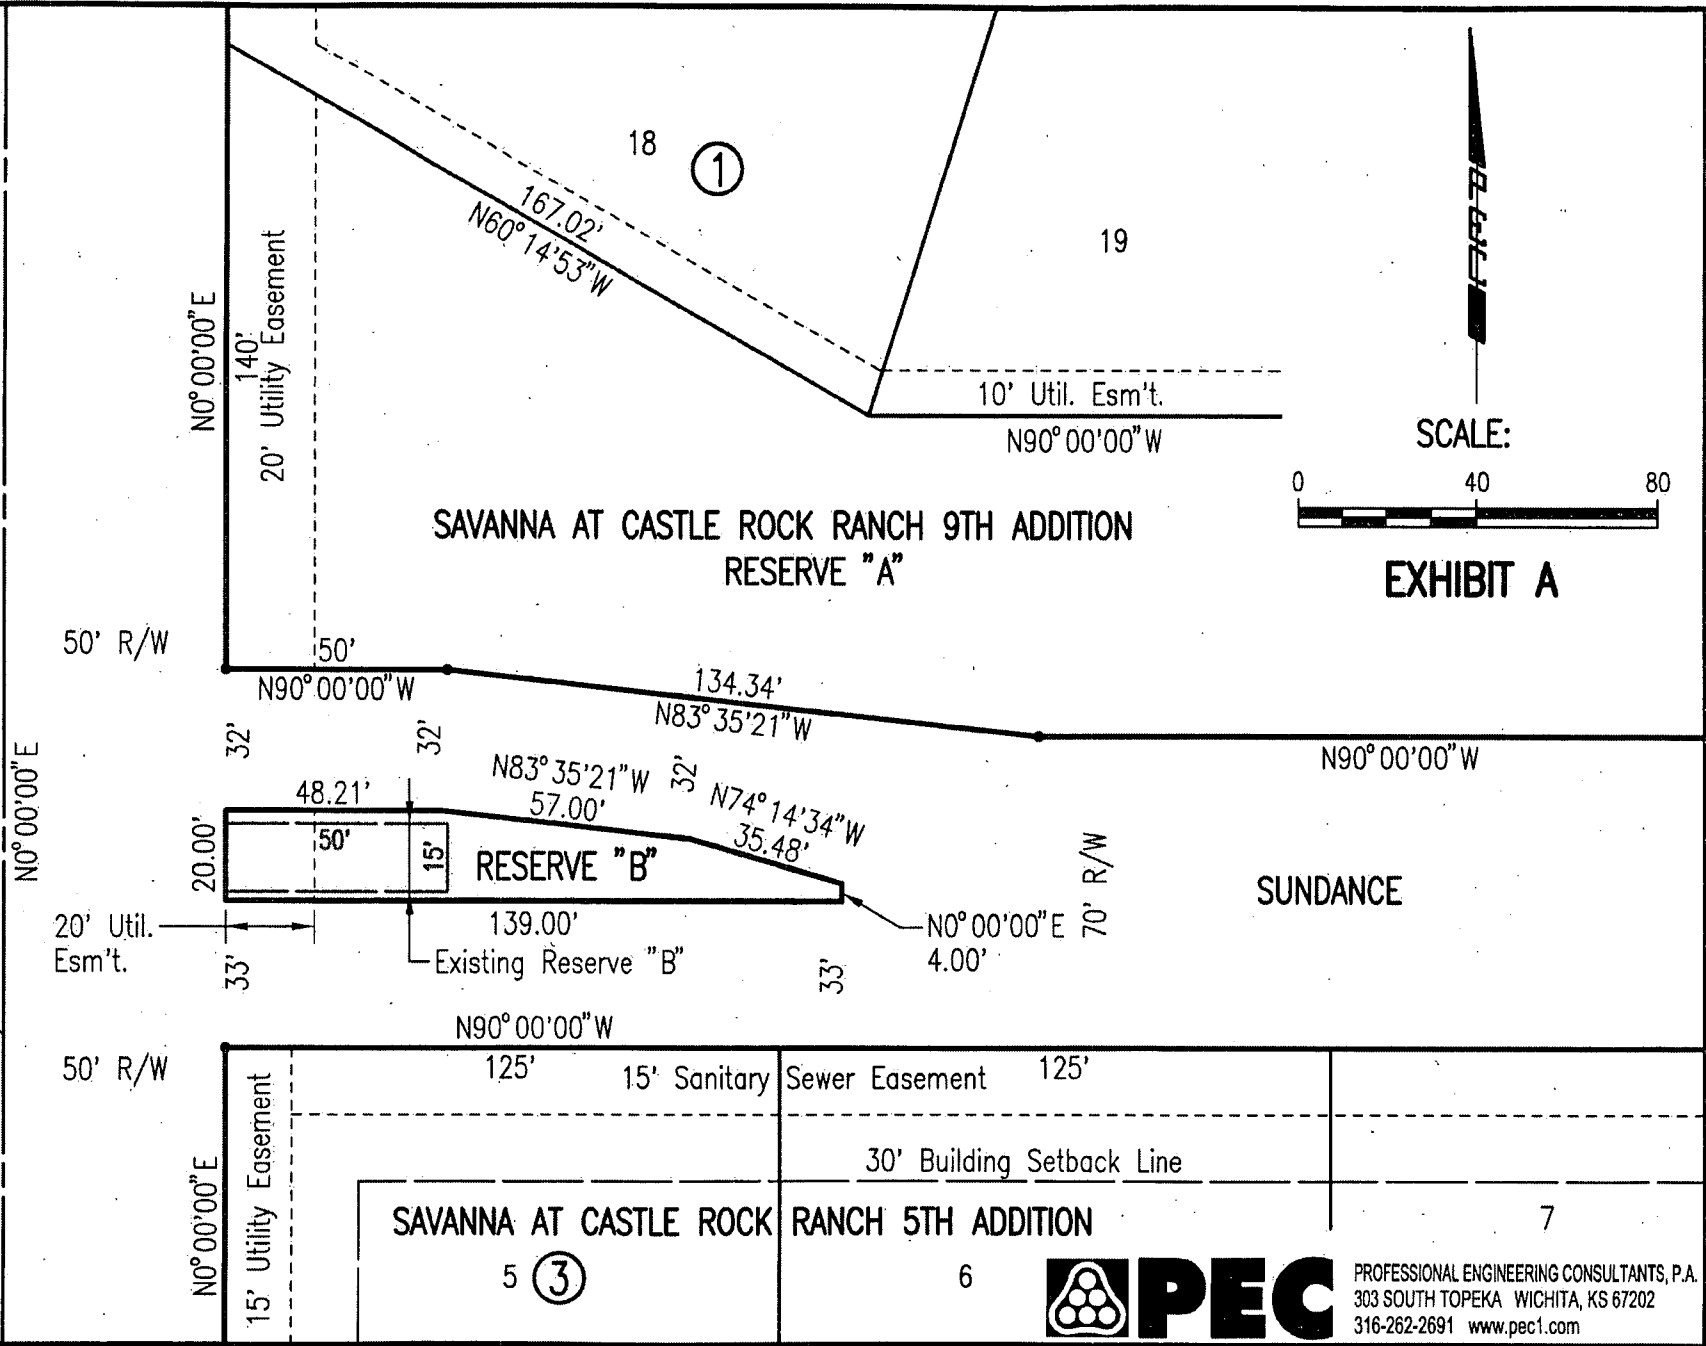 18
1
167.02'
N60°14'53"W
19
N0°00'00"E
140'
20' Utility Easement
10' Util. Esm't.
N90°00'00"W
SCALE:
0 40 80
EXHIBIT A
SAVANNA AT CASTLE ROCK RANCH 9TH ADDITION
RESERVE "A"
50' R/W
50'
N90°00'00"W
134.34'
N83°35'21"W
N90°00'00"W
N0°00'00"E
32'
32'
32'
N83°35'21"W
57.00'
N74°14'34"W
35.48'
48.21'
20.00'
50'
15'
RESERVE "B"
70' R/W
SUNDANCE
20' Util.
Esm't.
139.00'
Existing Reserve "B"
N0°00'00"E
4.00'
33'
33'
N90°00'00"W
50' R/W
125'
15' Sanitary Sewer Easement
125'
N0°00'00"E
15' Utility Easement
30' Building Setback Line
SAVANNA AT CASTLE ROCK RANCH 5TH ADDITION
5
3
6
7
PEC
PROFESSIONAL ENGINEERING CONSULTANTS, P.A.
303 SOUTH TOPEKA WICHITA, KS 67202
316-262-2691 www.pec1.com